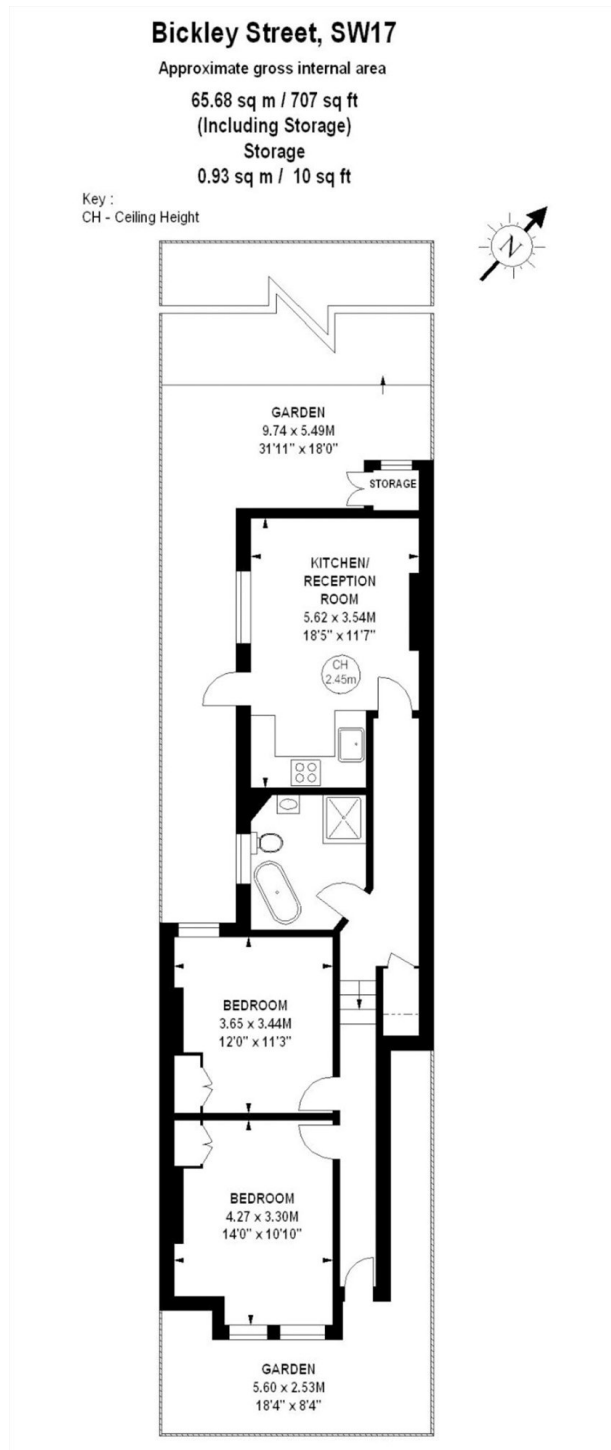 Bickley Street, SW17
Approximate gross internal area
65.68 sq m / 707 sq ft
(Including Storage)
Storage
0.93 sq m / 10 sq ft
Key :
CH - Ceiling Height
N
GARDEN
9.74 x 5.49M
31'11" x 18'0"
STORAGE
KITCHEN/
RECEPTION
ROOM
5.62 x 3.54M
18'5" x 11'7"
CH
2.45m
BEDROOM
3.65 x 3.44M
12'0" x 11'3"
BEDROOM
4.27 x 3.30M
14'0" x 10'10"
GARDEN
5.60 x 2.53M
18'4" x 8'4"